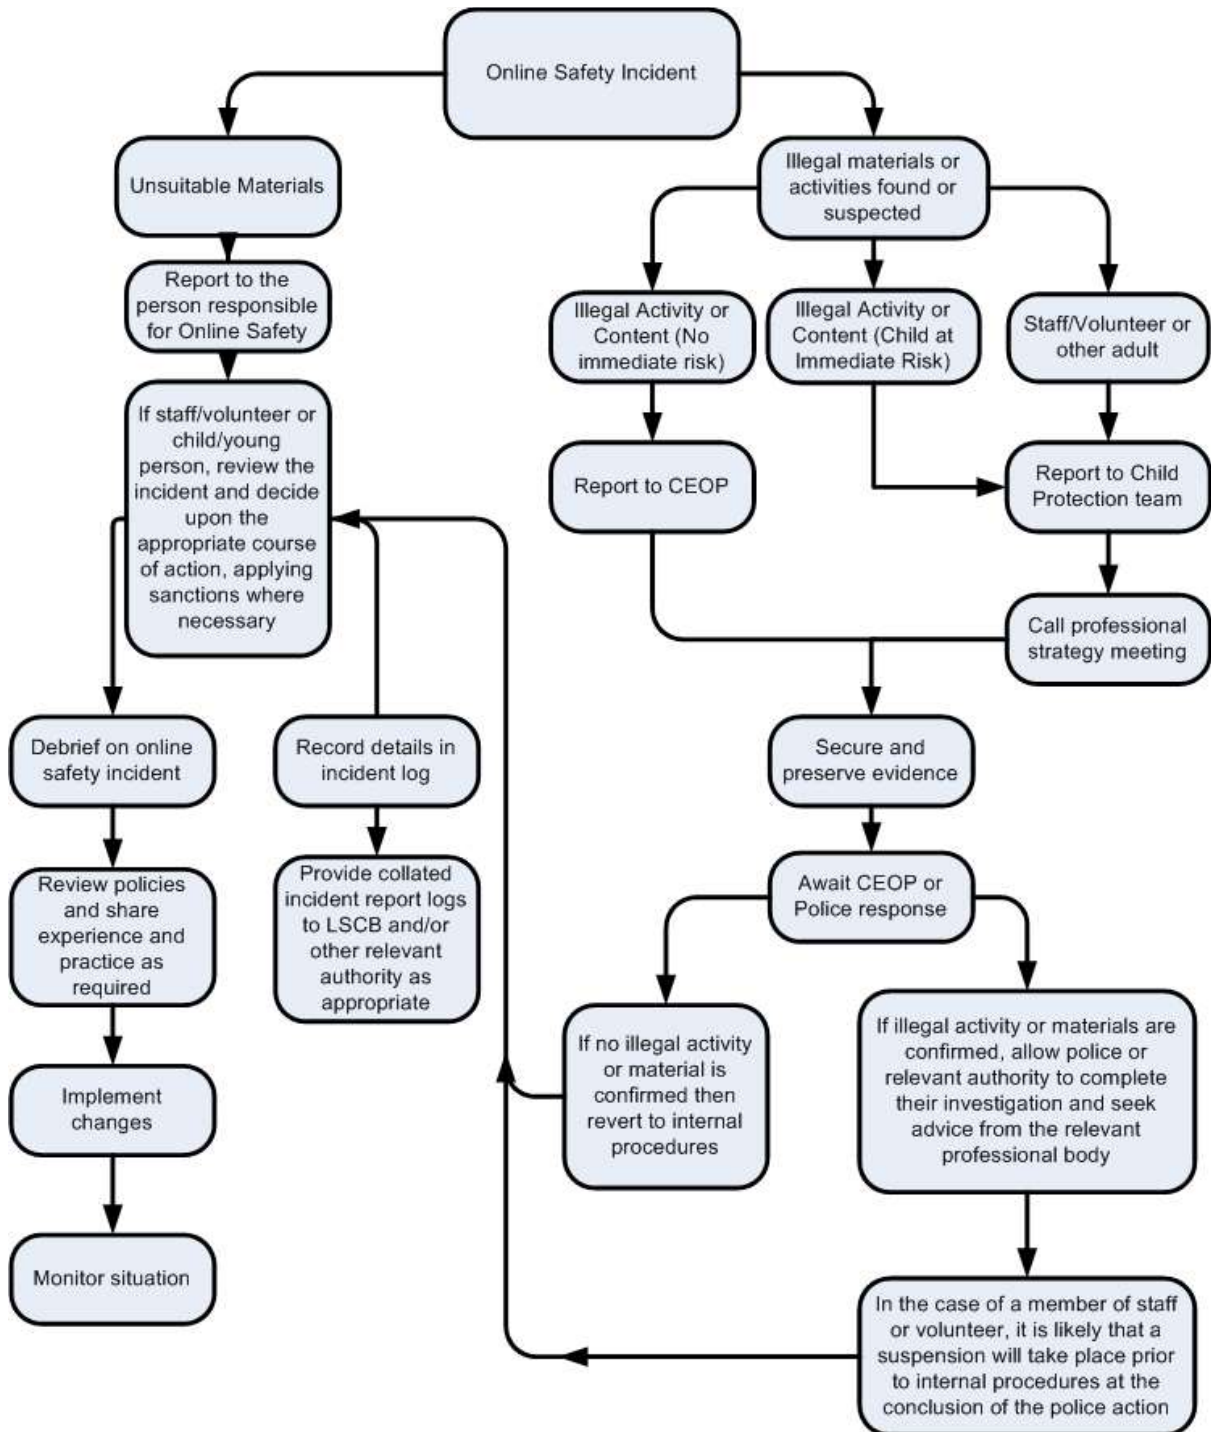 Online Safety Incident
Unsuitable Materials
Illegal materials or
activities found or
suspected
Report to the
person responsible
for Online Safety
Illegal Activity or
Content (No
immediate risk)
Illegal Activity or
Content (Child at
Immediate Risk)
Staff/Volunteer or
other adult
If staff/volunteer or
child/young
person, review the
incident and decide
upon the
appropriate course
of action, applying
sanctions where
necessary
Report to CEOP
Report to Child
Protection team
Call professional
strategy meeting
Debrief on online
safety incident
Record details in
incident log
Secure and
preserve evidence
Review policies
and share
experience and
practice as
required
Provide collated
incident report logs
to LSCB and/or
other relevant
authority as
appropriate
Await CEOP or
Police response
If no illegal activity
or material is
confirmed then
revert to internal
procedures
If illegal activity or materials are
confirmed, allow police or
relevant authority to complete
their investigation and seek
advice from the relevant
professional body
Implement
changes
Monitor situation
In the case of a member of staff
or volunteer, it is likely that a
suspension will take place prior
to internal procedures at the
conclusion of the police action